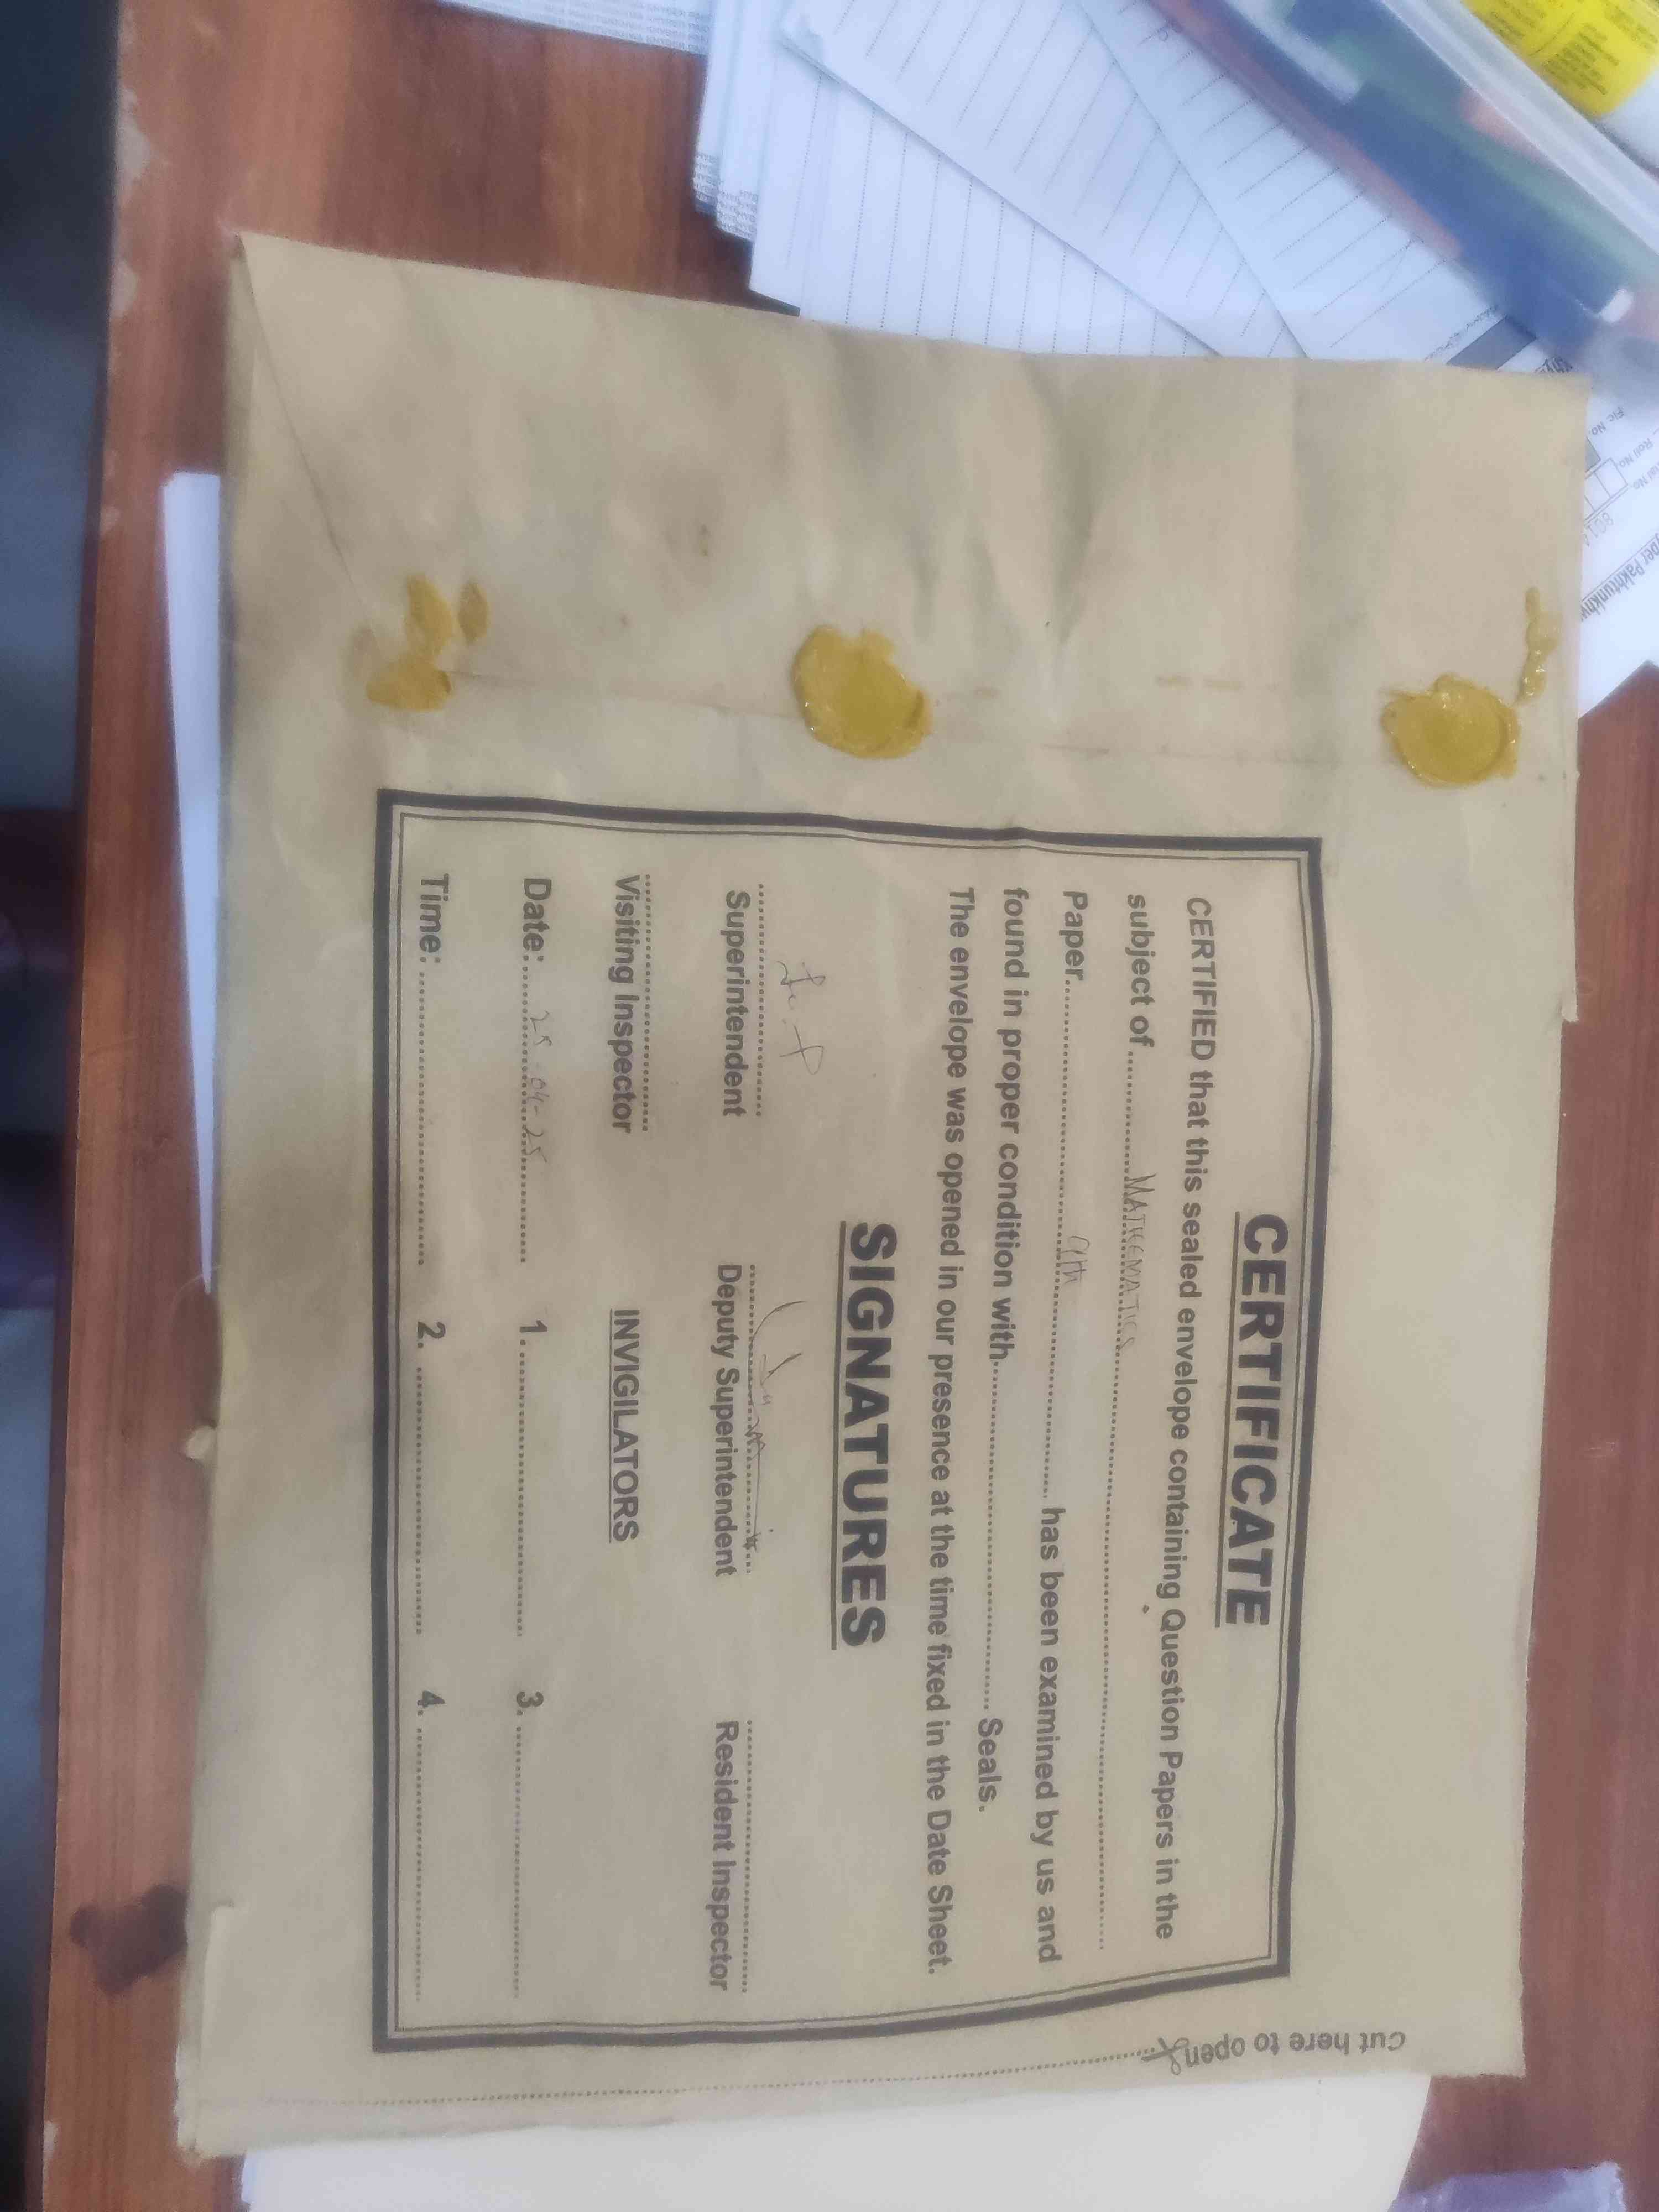 CERTIFICATE
CERTIFIED that this sealed envelope containing Question Papers in the
subject of..........MATHEMATICS..........
Paper..........9th.......... has been examined by us and
found in proper condition with.......... Seals.
The envelope was opened in our presence at the time fixed in the Date Sheet.
SIGNATURES
Superintendent Deputy Superintendent Resident Inspector
Visiting Inspector INVIGILATORS
Date:..........25-04-25.......... 1........... 3...........
Time:.......... 2........... 4...........
Cut here to open
Roll No